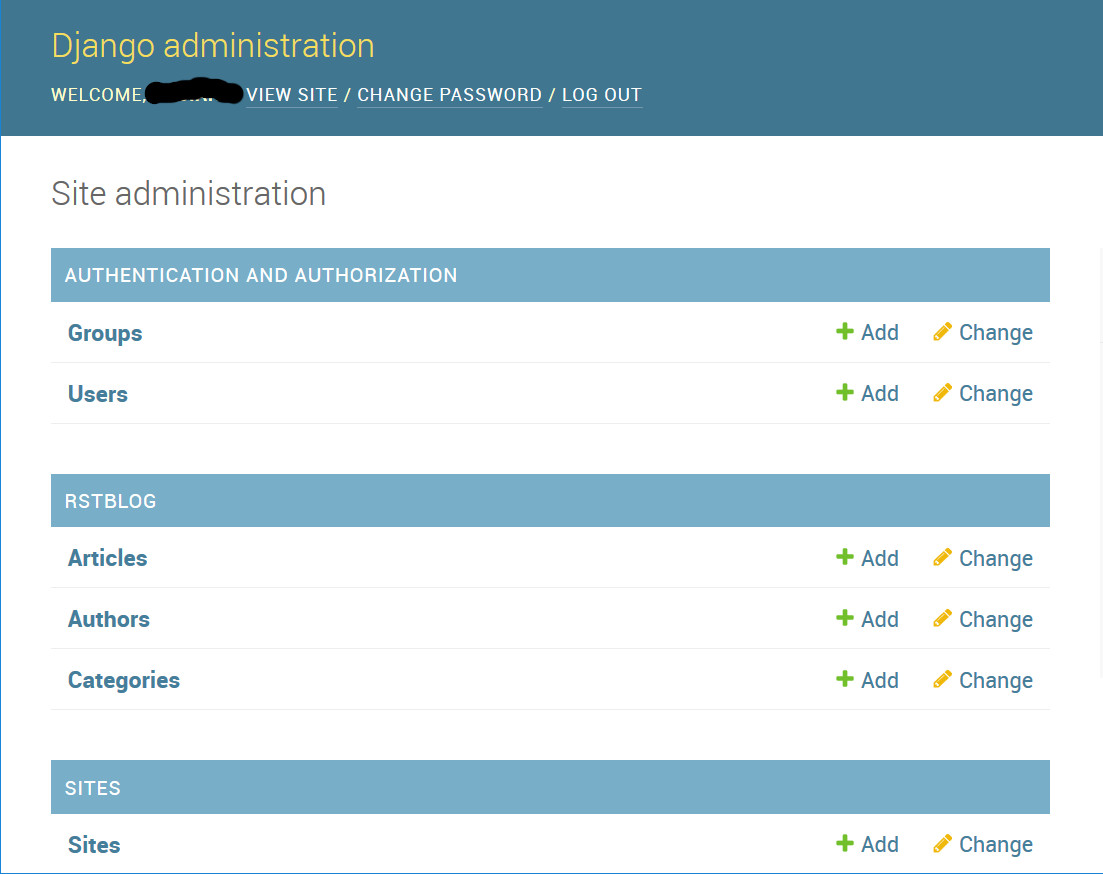 Django administration
WELCOME, VIEW SITE / CHANGE PASSWORD / LOG OUT
Site administration
AUTHENTICATION AND AUTHORIZATION
Groups Add Change
Users Add Change
RSTBLOG
Articles Add Change
Authors Add Change
Categories Add Change
SITES
Sites Add Change